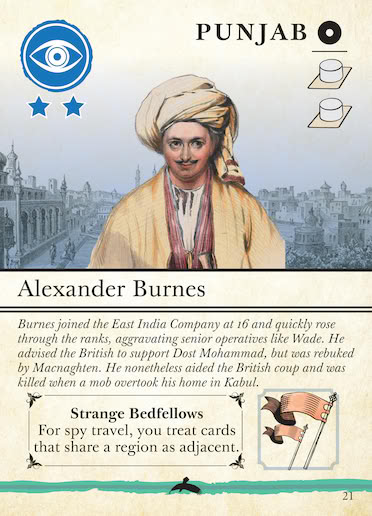 PUNJAB
Alexander Burnes
Burnes joined the East India Company at 16 and quickly rose
through the ranks, aggravating senior operatives like Wade. He
advised the British to support Dost Mohammad, but was rebuked
by Macnaghten. He nonetheless aided the British coup and was
killed when a mob overtook his home in Kabul.
Strange Bedfellows
For spy travel, you treat cards
that share a region as adjacent.
21